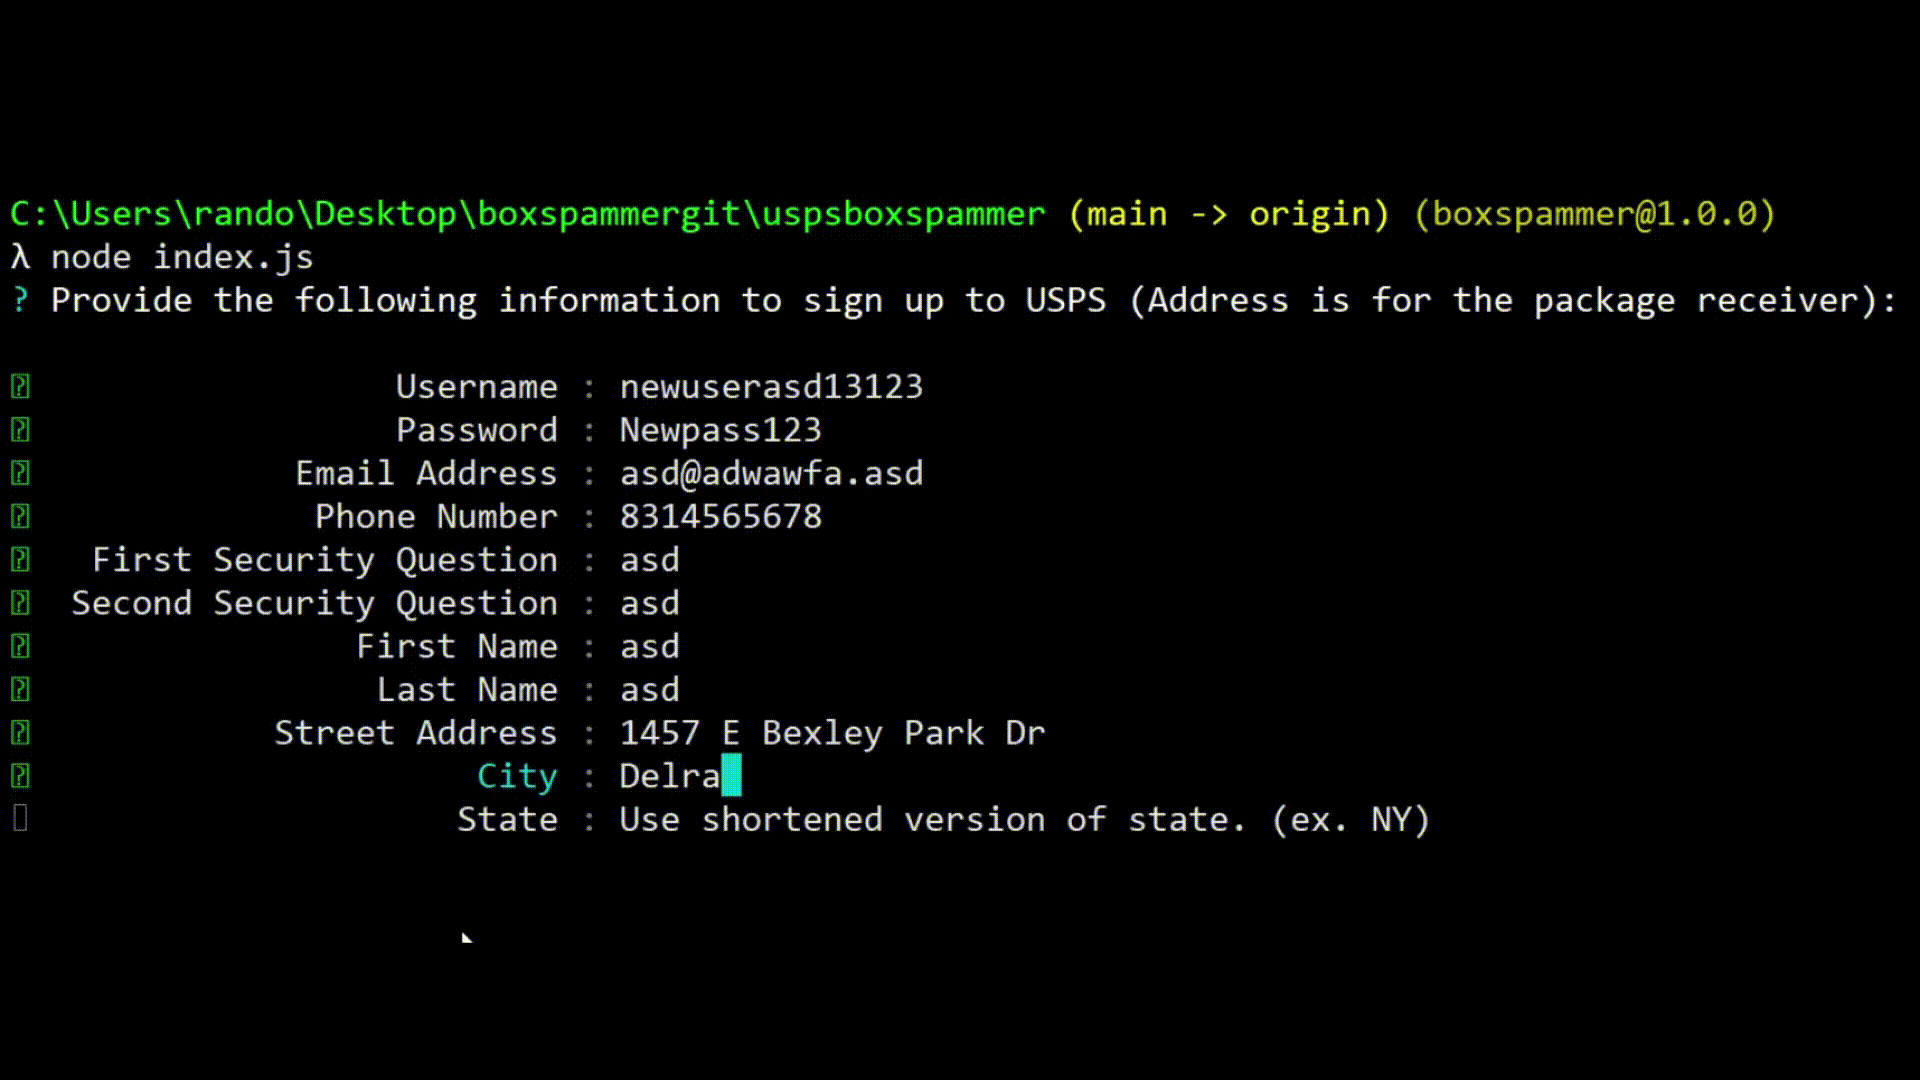 C:\Users\rando\Desktop\boxspammergit\uspsboxspammer (main -> origin) (boxspammer@1.0.0)
λ node index.js
? Provide the following information to sign up to USPS (Address is for the package receiver):
Username : newuserasd13123
Password : Newpass123
Email Address : asd@adwawfa.asd
Phone Number : 8314565678
First Security Question : asd
Second Security Question : asd
First Name : asd
Last Name : asd
Street Address : 1457 E Bexley Park Dr
City : Delra
State : Use shortened version of state. (ex. NY)